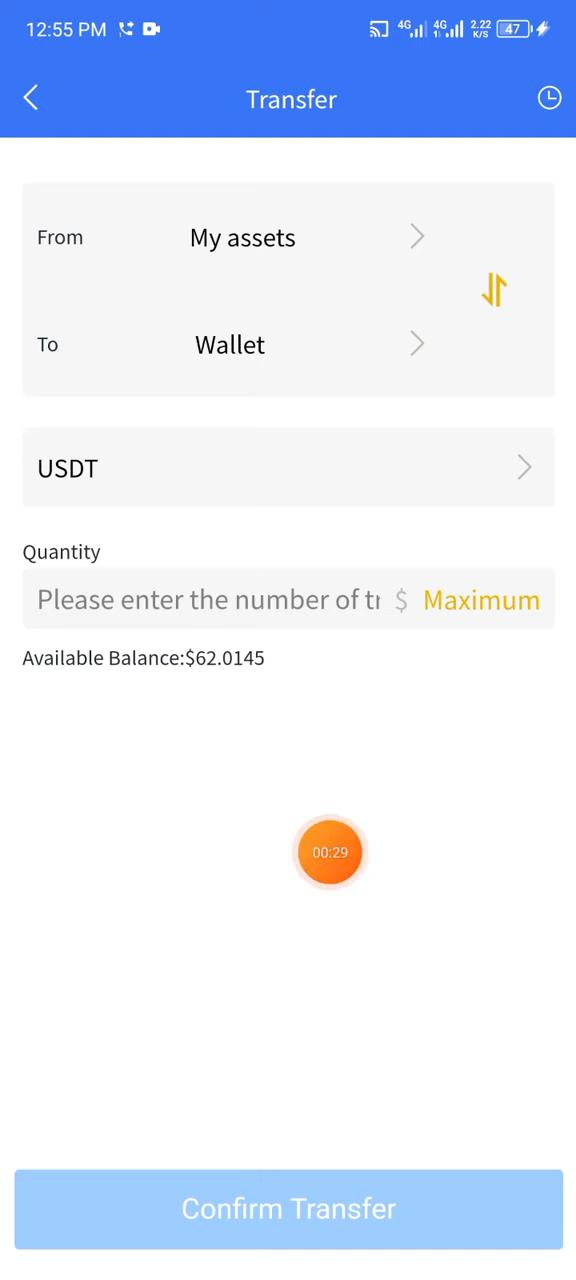 12:55 PM 4G 4G 2.22 K/S 47
Transfer
From My assets
To Wallet
USDT
Quantity
Please enter the number of tr $ Maximum
Available Balance:$62.0145
00:29
Confirm Transfer